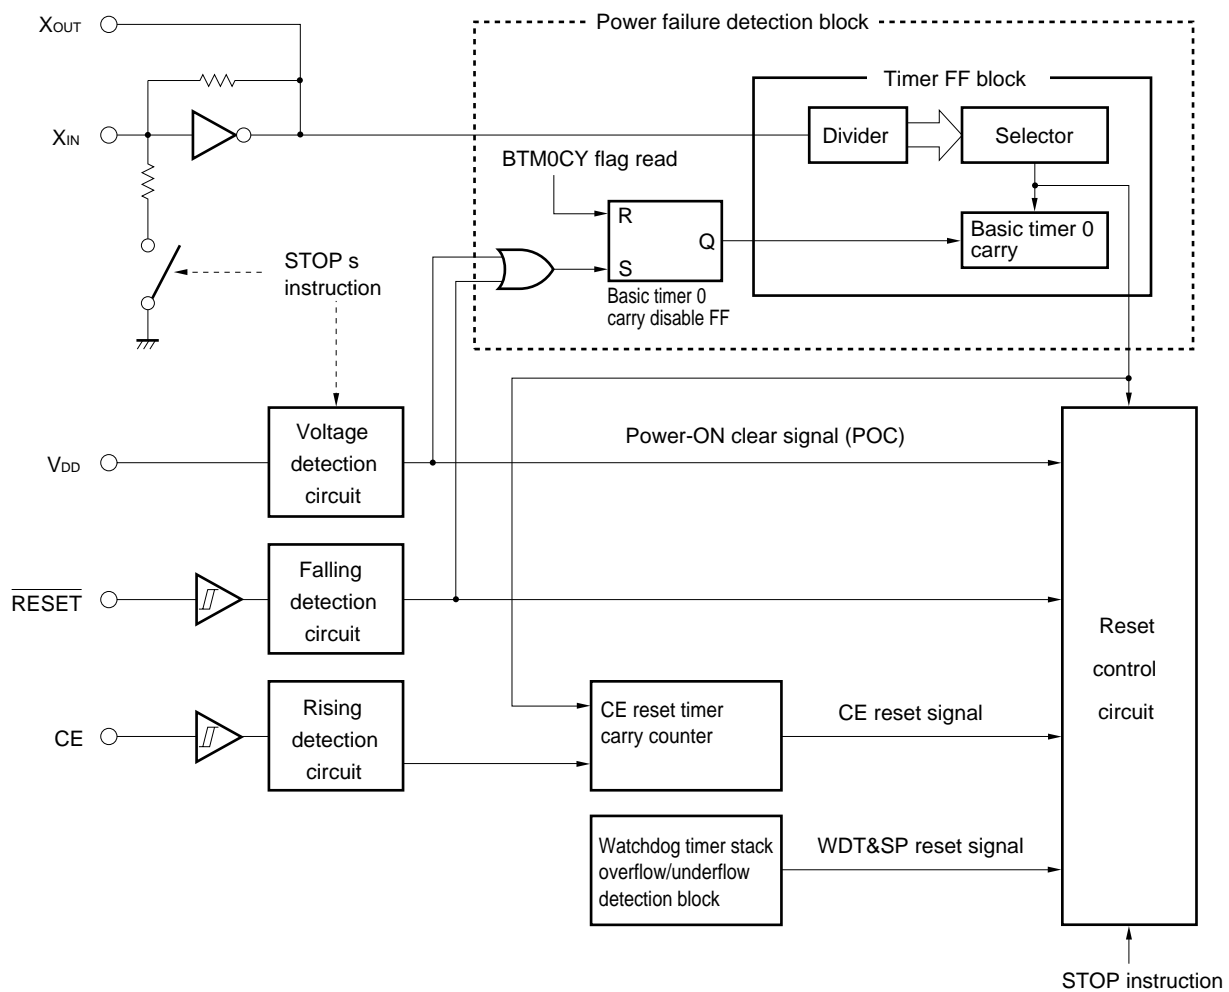 XOUT
Power failure detection block
Timer FF block
XIN
Divider
Selector
BTM0CY flag read
R
Q
S
Basic timer 0
carry
STOP s
instruction
Basic timer 0
carry disable FF
Voltage
detection
circuit
Power-ON clear signal (POC)
VDD
Falling
detection
circuit
RESET
Reset
control
circuit
Rising
detection
circuit
CE
CE reset timer
carry counter
CE reset signal
Watchdog timer stack
overflow/underflow
detection block
WDT&SP reset signal
STOP instruction